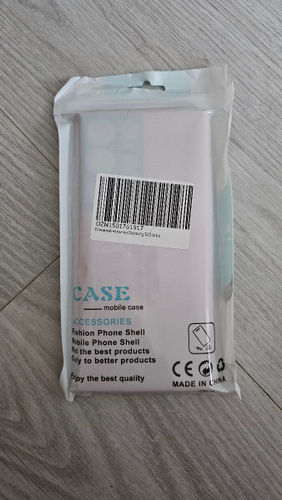 OZN1501761917
CASE
mobile case
ACCESSORIES
Fashion Phone Shell
Mobile Phone Shell
Not the best products
Only to better products
Enjoy the best quality
CE
MADE IN CHINA